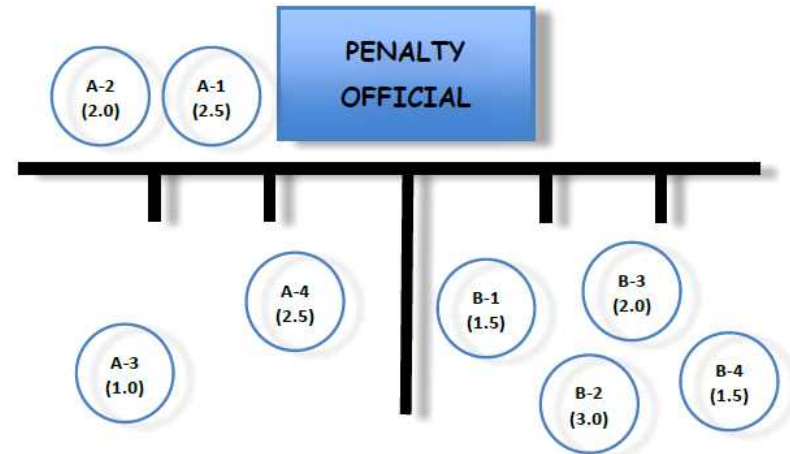 PENALTY
OFFICIAL
A-2
(2.0)
A-1
(2.5)
A-4
(2.5)
A-3
(1.0)
B-1
(1.5)
B-3
(2.0)
B-2
(3.0)
B-4
(1.5)